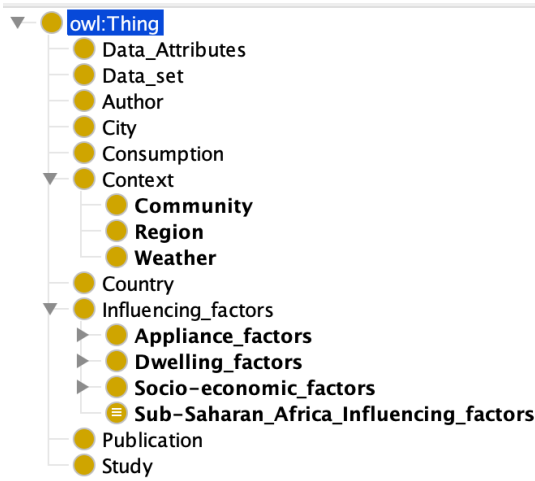 owl:Thing
Data_Attributes
Data_set
Author
City
Consumption
Context
Community
Region
Weather
Country
Influencing_factors
Appliance_factors
Dwelling_factors
Socio-economic_factors
Sub-Saharan_Africa_Influencing_factors
Publication
Study